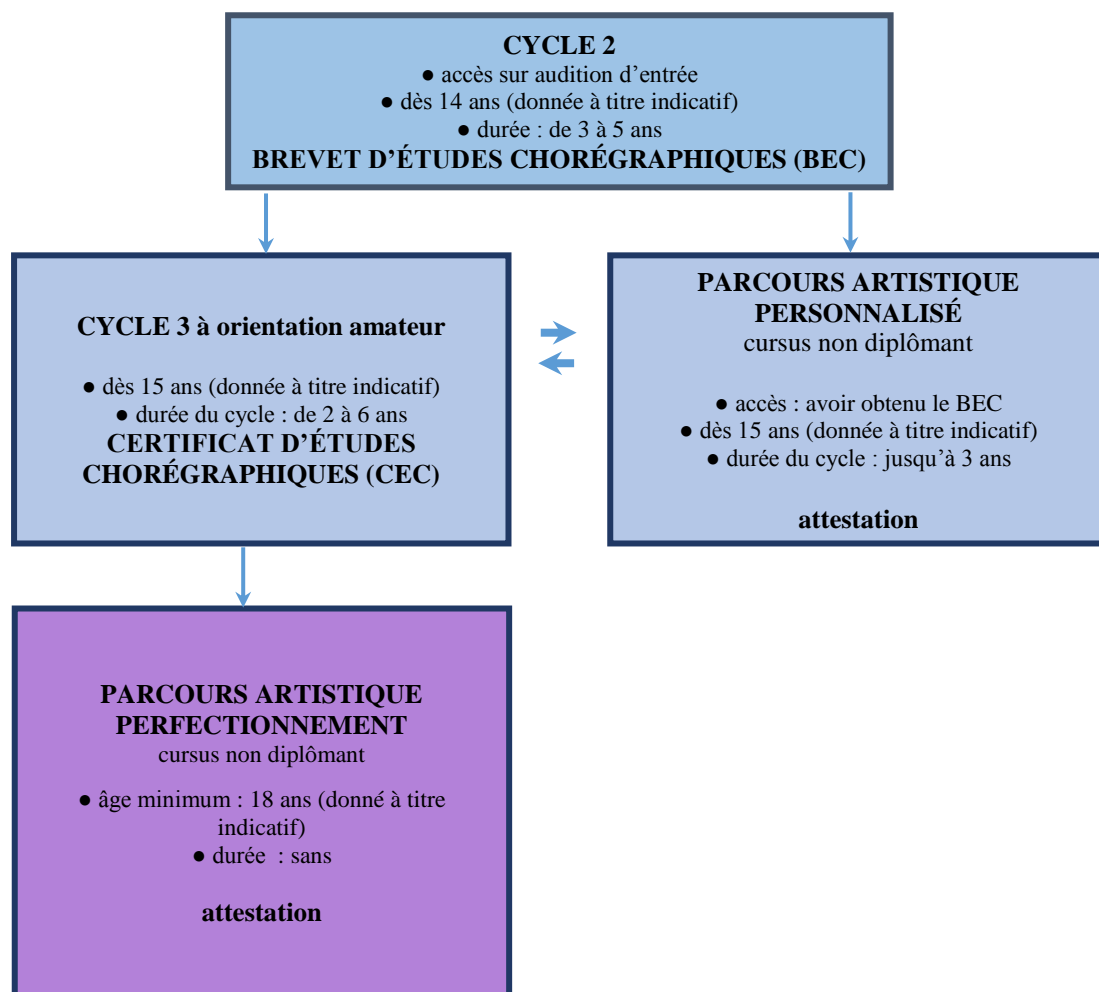 CYCLE 2
● accès sur audition d’entrée
● dès 14 ans (donnée à titre indicatif)
● durée : de 3 à 5 ans
BREVET D’ÉTUDES CHORÉGRAPHIQUES (BEC)
CYCLE 3 à orientation amateur
● dès 15 ans (donnée à titre indicatif)
● durée du cycle : de 2 à 6 ans
CERTIFICAT D’ÉTUDES
CHORÉGRAPHIQUES (CEC)
PARCOURS ARTISTIQUE
PERSONNALISÉ
cursus non diplômant
● accès : avoir obtenu le BEC
● dès 15 ans (donnée à titre indicatif)
● durée du cycle : jusqu’à 3 ans
attestation
PARCOURS ARTISTIQUE
PERFECTIONNEMENT
cursus non diplômant
● âge minimum : 18 ans (donné à titre
indicatif)
● durée  : sans
attestation